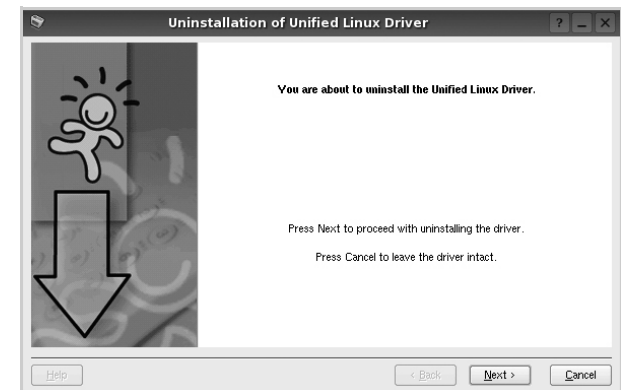 Uninstallation of Unified Linux Driver
You are about to uninstall the Unified Linux Driver.
Press Next to proceed with uninstalling the driver.
Press Cancel to leave the driver intact.
Help
< Back
Next >
Cancel